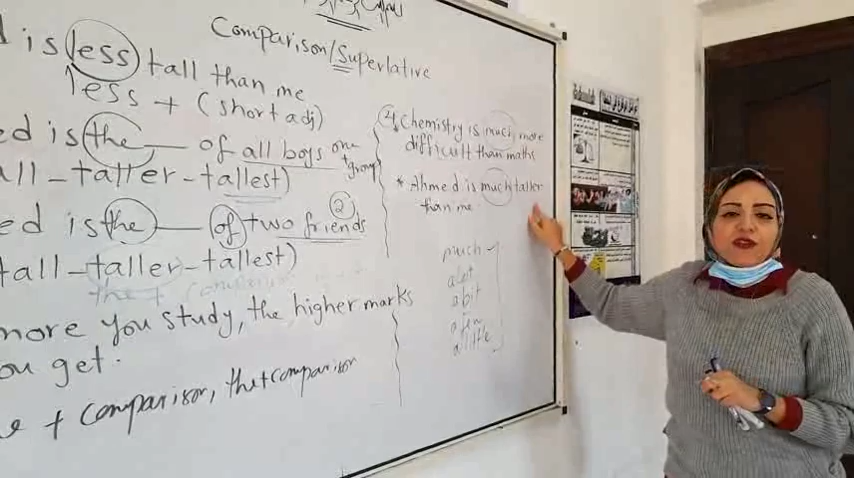 Comparison/Superlative
d is less tall than me
less + (short adj)
ed is the — of all boys one
+ group
all - taller - tallest)
ed is the — of two friends
2
tall - taller - tallest)
the +
more you study, the higher marks
ou get.
e + comparison, the + comparison
4. Chemistry is much more
difficult than maths
* Ahmed is much taller
than me
much
a lot
a bit
a little